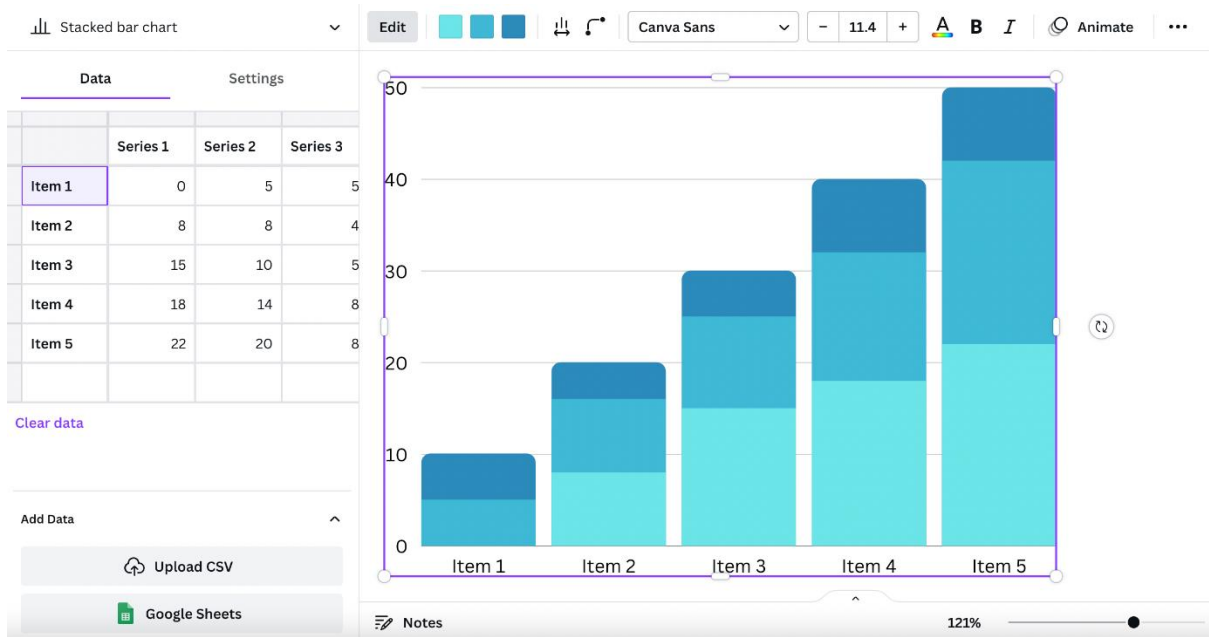 Stacked bar chart
Edit
Canva Sans
– 11.4 +
A B I
Animate
Data Settings
Series 1 Series 2 Series 3
Item 1 0 5 5
Item 2 8 8 4
Item 3 15 10 5
Item 4 18 14 8
Item 5 22 20 8
Clear data
Add Data
Upload CSV
Google Sheets
50
40
30
20
10
0
Item 1 Item 2 Item 3 Item 4 Item 5
Notes
121%